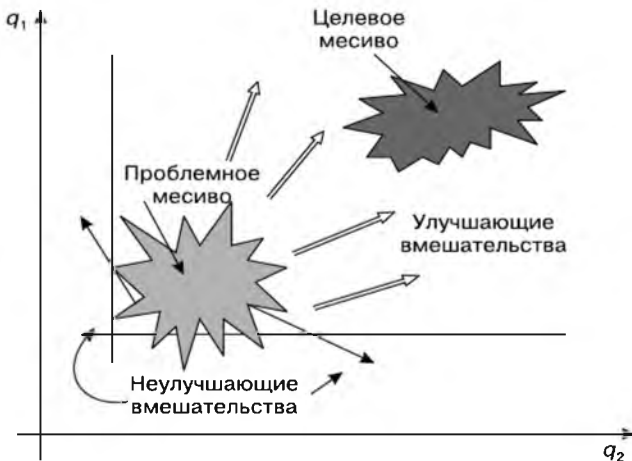 q₁
Целевое
месиво
Проблемное
месиво
Улучшающие
вмешательства
Неулучшающие
вмешательства
q₂